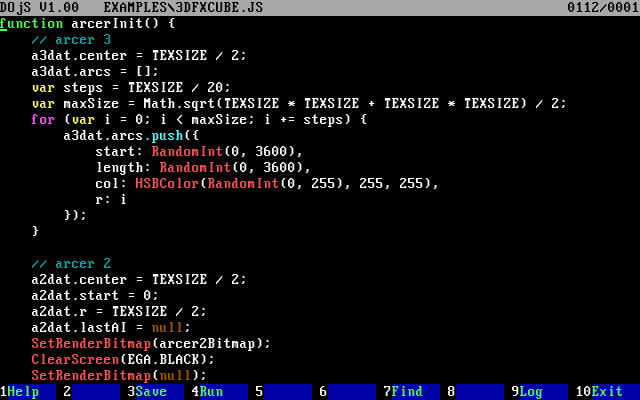 DOjS V1.00   EXAMPLES\3DFXCUBE.JS   0112/0001
function arcerInit() {
    // arcer 3
    a3dat.center = TEXSIZE / 2;
    a3dat.arcs = [];
    var steps = TEXSIZE / 20;
    var maxSize = Math.sqrt(TEXSIZE * TEXSIZE + TEXSIZE * TEXSIZE) / 2;
    for (var i = 0; i < maxSize; i += steps) {
        a3dat.arcs.push({
            start: RandomInt(0, 3600),
            length: RandomInt(0, 3600),
            col: HSBColor(RandomInt(0, 255), 255, 255),
            r: i
        });
    }

    // arcer 2
    a2dat.center = TEXSIZE / 2;
    a2dat.start = 0;
    a2dat.r = TEXSIZE / 2;
    a2dat.lastAI = null;
    SetRenderBitmap(arcer2Bitmap);
    ClearScreen(EGA.BLACK);
    SetRenderBitmap(null);
1Help   2   3Save   4Run   5   6   7Find   8   9Log   10Exit